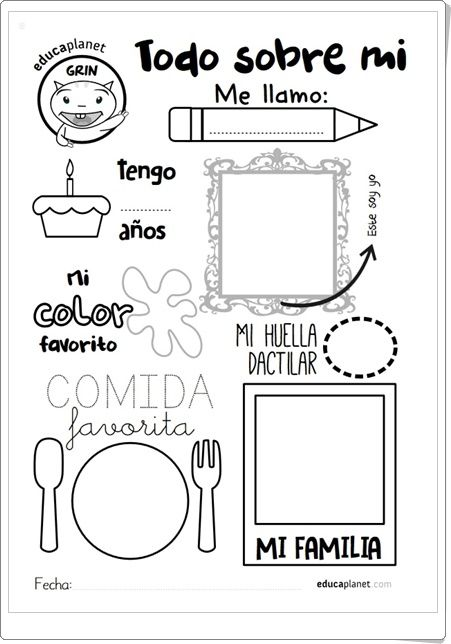 educaplanet
GRIN
Todo sobre mi
Me llamo:
tengo
años
Este soy yo
Mi
color
favorito
MI HUELLA
DACTILAR
COMIDA
favorita
MI FAMILIA
Fecha:
educaplanet.com